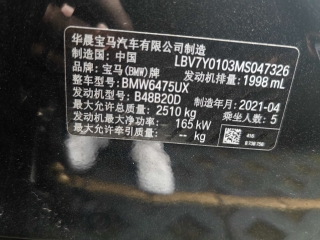 华晨宝马汽车有限公司制造
制造国: 中国 LBV7Y0103MS047326
品牌: 宝马(BMW)牌 发动机排量: 1998 mL
整车型号: BMW6475UX
发动机型号: B48B20D 制造年月: 2021-04
最大允许总质量: 2510 kg 乘坐人数: 5
发动机最大净功率: 165 kW
最大允许牵引质量: -- kg